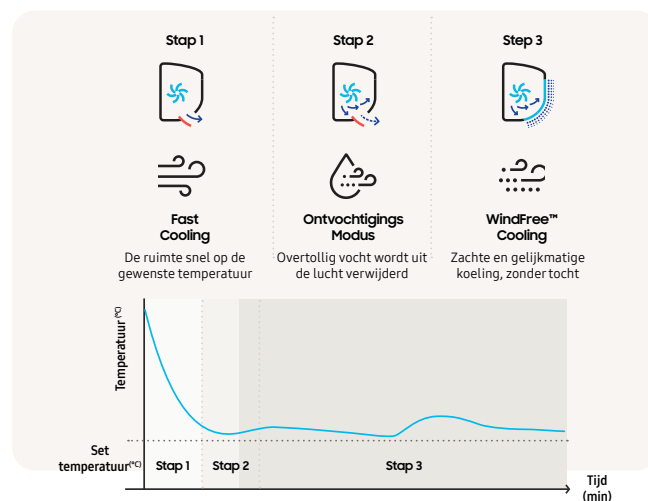 Stap 1
Stap 2
Step 3
Fast
Cooling
Ontvochtigings
Modus
WindFree™
Cooling
De ruimte snel op de
gewenste temperatuur
Overtollig vocht wordt uit
de lucht verwijderd
Zachte en gelijkmatige
koeling, zonder tocht
Temperatuur (°C)
Set
temperatuur(°C)
Stap 1
Stap 2
Stap 3
Tijd
(min)